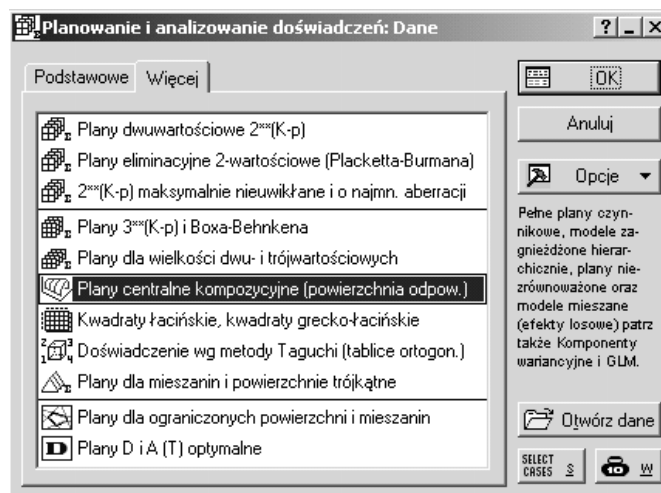 Planowanie i analizowanie doświadczeń: Dane
Podstawowe Więcej
Plany dwuwartościowe 2**(K-p)
Plany eliminacyjne 2-wartościowe (Placketta-Burmana)
2**(K-p) maksymalnie nieuwikłane i o najmn. aberracji
Plany 3**(K-p) i Boxa-Behnkena
Plany dla wielkości dwu- i trójwartościowych
Plany centralne kompozycyjne (powierzchnia odpow.)
Kwadraty łacińskie, kwadraty grecko-łacińskie
Doświadczenie wg metody Taguchi (tablice ortogon.)
Plany dla mieszanin i powierzchnie trójkątne
Plany dla ograniczonych powierzchni i mieszanin
D Plany D i A (T) optymalne
OK
Anuluj
Opcje
Pełne plany czyn-
nikowe, modele za-
gnieżdżone hierar-
chicznie, plany nie-
zrównoważone oraz
modele mieszane
(efekty losowe) patrz
także Komponenty
wariancyjne i GLM.
Otwórz dane
SELECT
CASES S
10 W